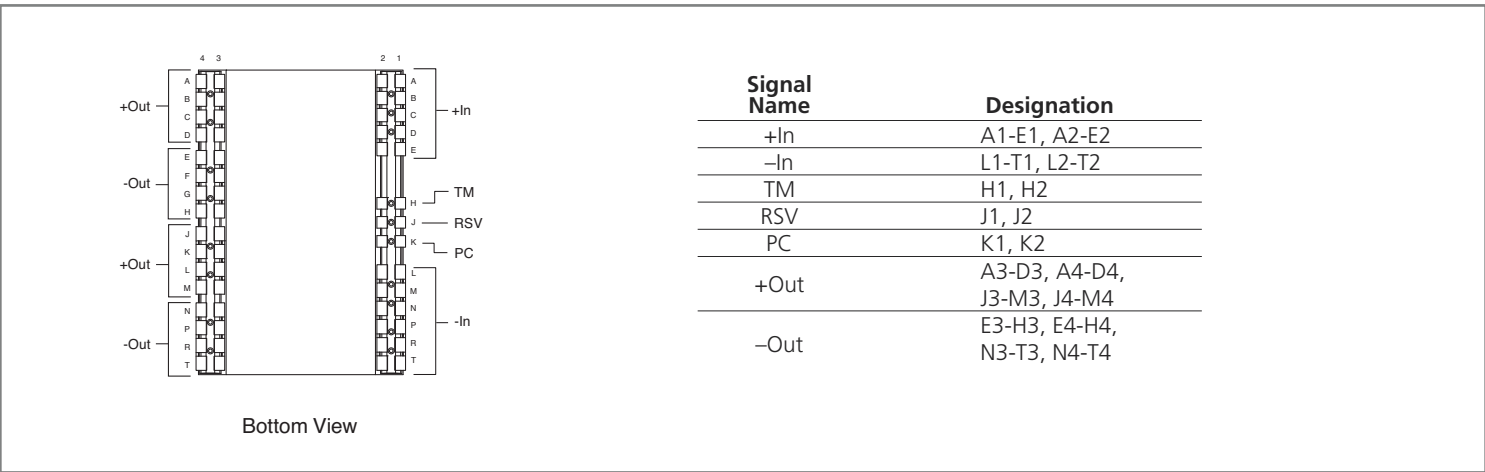 4 3
2 1
A
B
C
D
+Out
E
F
G
H
-Out
J
K
L
M
+Out
N
P
R
T
-Out
A
B
C
D
E
+In
H
TM
J
RSV
K
PC
L
M
N
P
R
T
-In
Bottom View
Signal
Name
Designation
+In A1-E1, A2-E2
–In L1-T1, L2-T2
TM H1, H2
RSV J1, J2
PC K1, K2
+Out
A3-D3, A4-D4,
J3-M3, J4-M4
–Out
E3-H3, E4-H4,
N3-T3, N4-T4